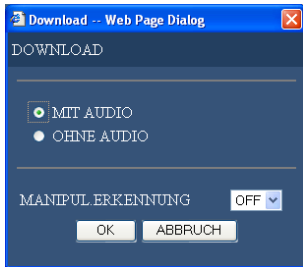 Download -- Web Page Dialog
DOWNLOAD
MIT AUDIO
OHNE AUDIO
MANIPUL.ERKENNUNG OFF
OK ABBRUCH